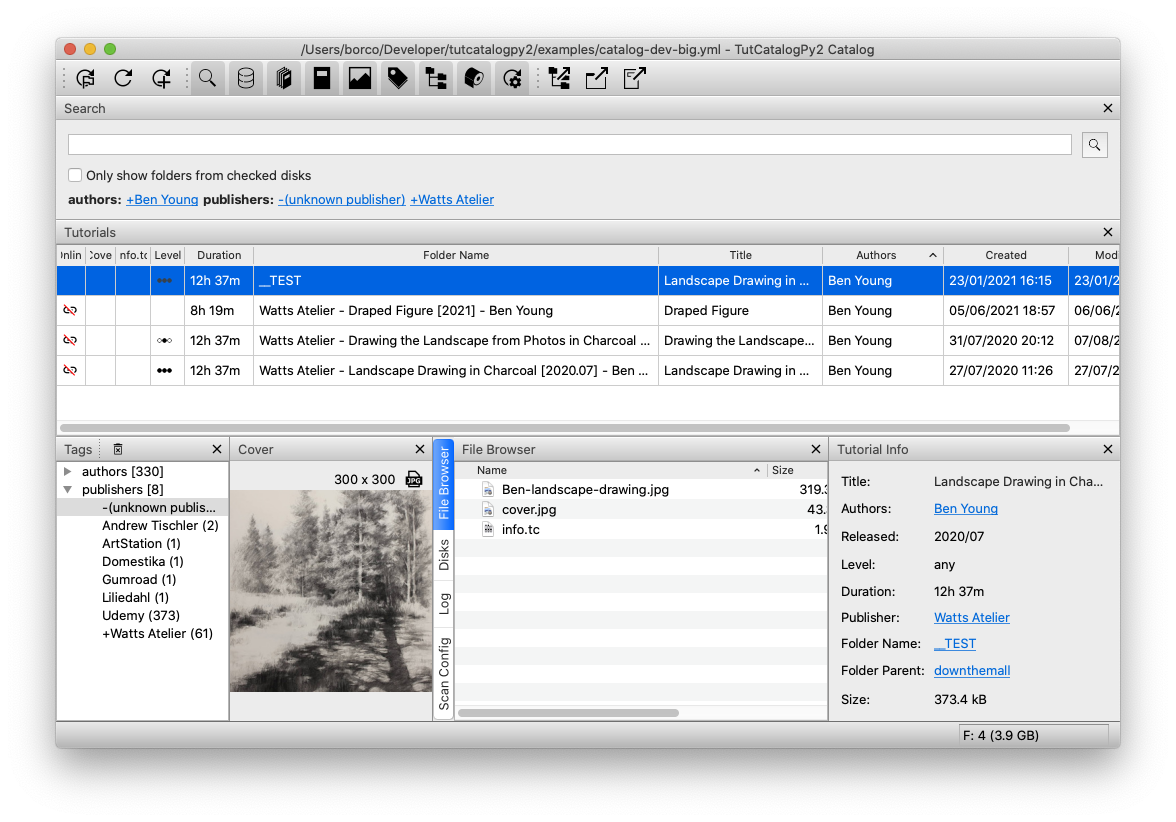 /Users/borco/Developer/tutcatalogpy2/examples/catalog-dev-big.yml - TutCatalogPy2 Catalog
Search
Only show folders from checked disks
authors: +Ben Young publishers: -(unknown publisher) +Watts Atelier
Tutorials
nlin Cove nfo.tc Level Duration Folder Name Title Authors Created Modi
12h 37m __TEST Landscape Drawing in ... Ben Young 23/01/2021 16:15 23/01/2
8h 19m Watts Atelier - Draped Figure [2021] - Ben Young Draped Figure Ben Young 05/06/2021 18:57 06/06/2
12h 37m Watts Atelier - Drawing the Landscape from Photos in Charcoal ... Drawing the Landscape... Ben Young 31/07/2020 20:12 07/08/2
12h 37m Watts Atelier - Landscape Drawing in Charcoal [2020.07] - Ben ... Landscape Drawing in ... Ben Young 27/07/2020 11:26 27/07/2
Tags
authors [330]
publishers [8]
-(unknown publis...
Andrew Tischler (2)
ArtStation (1)
Domestika (1)
Gumroad (1)
Liliedahl (1)
Udemy (373)
+Watts Atelier (61)
Cover
300 x 300 JPG
File Browser
Disks
Log
Scan Config
File Browser
Name Size
Ben-landscape-drawing.jpg 319.3
cover.jpg 43.
info.tc 1.9
Tutorial Info
Title: Landscape Drawing in Cha...
Authors: Ben Young
Released: 2020/07
Level: any
Duration: 12h 37m
Publisher: Watts Atelier
Folder Name: __TEST
Folder Parent: downthemall
Size: 373.4 kB
F: 4 (3.9 GB)